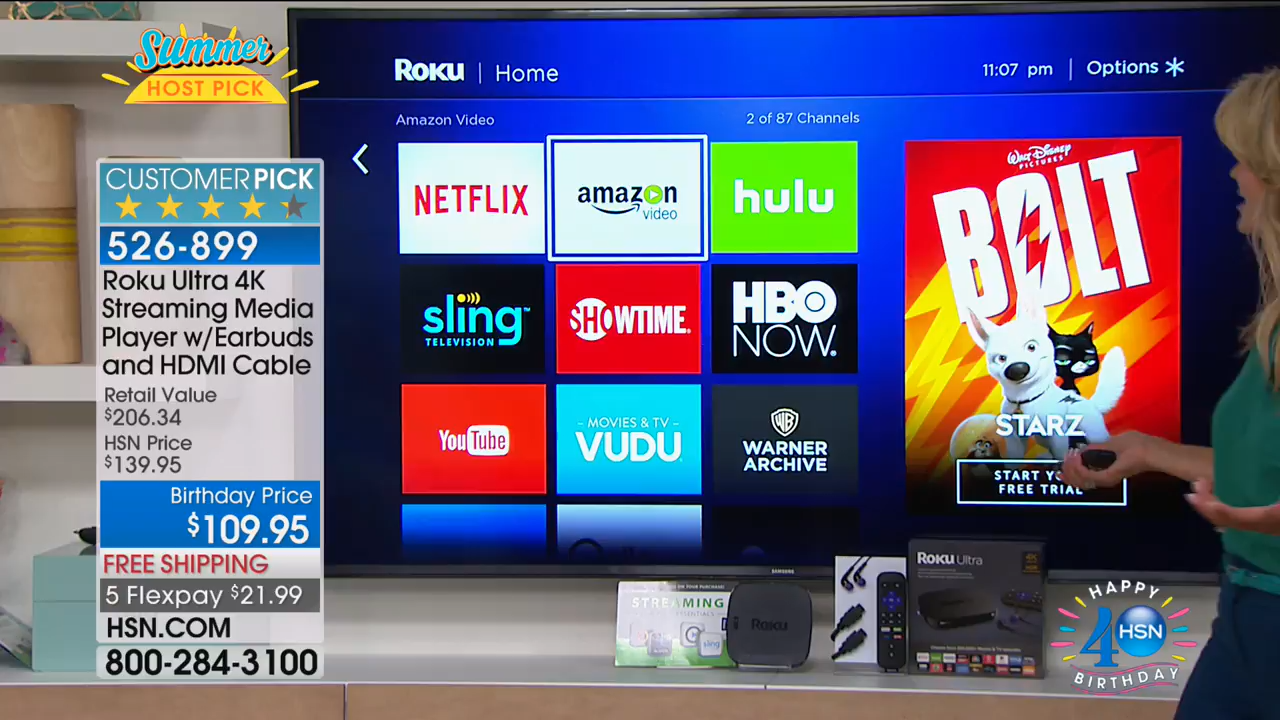 Summer
HOST PICK
CUSTOMER PICK
526-899
Roku Ultra 4K
Streaming Media
Player w/Earbuds
and HDMI Cable
Retail Value
$206.34
HSN Price
$139.95
Birthday Price
$109.95
FREE SHIPPING
5 Flexpay $21.99
HSN.COM
800-284-3100
Roku | Home
11:07 pm | Options
Amazon Video
2 of 87 Channels
NETFLIX
amazon
video
hulu
sling
TELEVISION
SHOWTIME
HBO
NOW
YouTube
- MOVIES & TV -
VUDU
WB
WARNER
ARCHIVE
WALT DISNEY
PICTURES
BOLT
STARZ
START
FREE TRIAL
SAMSUNG
STREAMING
sling
Roku
Roku Ultra
HAPPY
40
HSN
BIRTHDAY